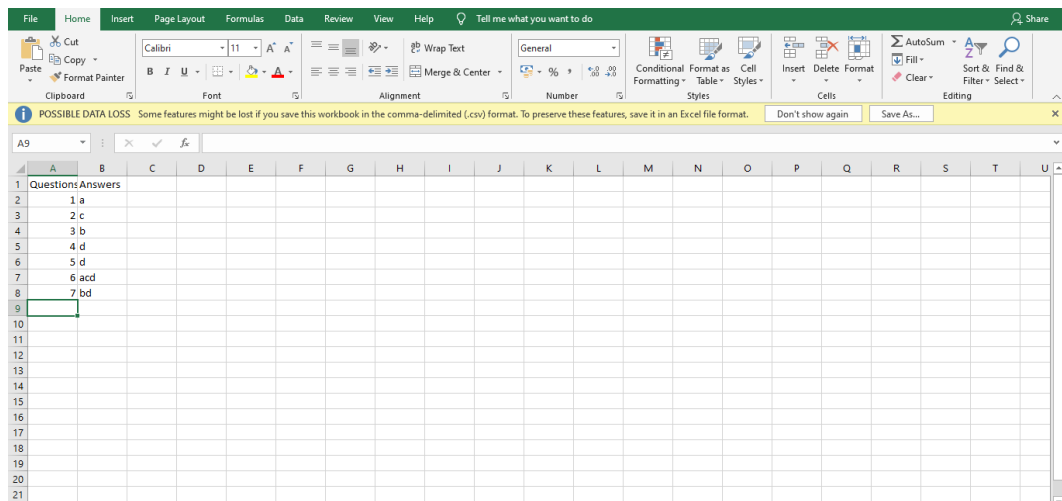 File Home Insert Page Layout Formulas Data Review View Help Tell me what you want to do Share
Cut
Copy
Format Painter
Paste
Clipboard
Calibri 11 A A
B I U A
Font
ab Wrap Text
Merge & Center
Alignment
General
% ,
Number
Conditional Formatting
Format as Table
Cell Styles
Styles
Insert Delete Format
Cells
AutoSum
Fill
Clear
Sort & Filter
Find & Select
Editing
POSSIBLE DATA LOSS Some features might be lost if you save this workbook in the comma-delimited (.csv) format. To preserve these features, save it in an Excel file format. Don't show again Save As...
A9 fx
A B C D E F G H I J K L M N O P Q R S T U
1 Questions Answers
2 1 a
3 2 c
4 3 b
5 4 d
6 5 d
7 6 acd
8 7 bd
9
10
11
12
13
14
15
16
17
18
19
20
21